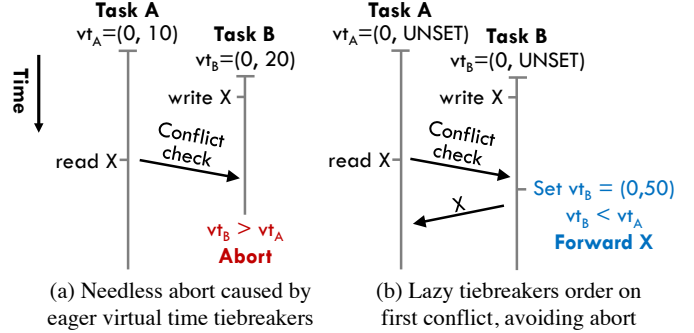 Task A
vtA=(0, 10)
Task B
vtB=(0, 20)
Time
write X
Conflict
check
read X
vtB > vtA
Abort
(a) Needless abort caused by
eager virtual time tiebreakers
Task A
vtA=(0, UNSET)
Task B
vtB=(0, UNSET)
write X
Conflict
check
read X
Set vtB = (0,50)
X
vtB < vtA
Forward X
(b) Lazy tiebreakers order on
first conflict, avoiding abort